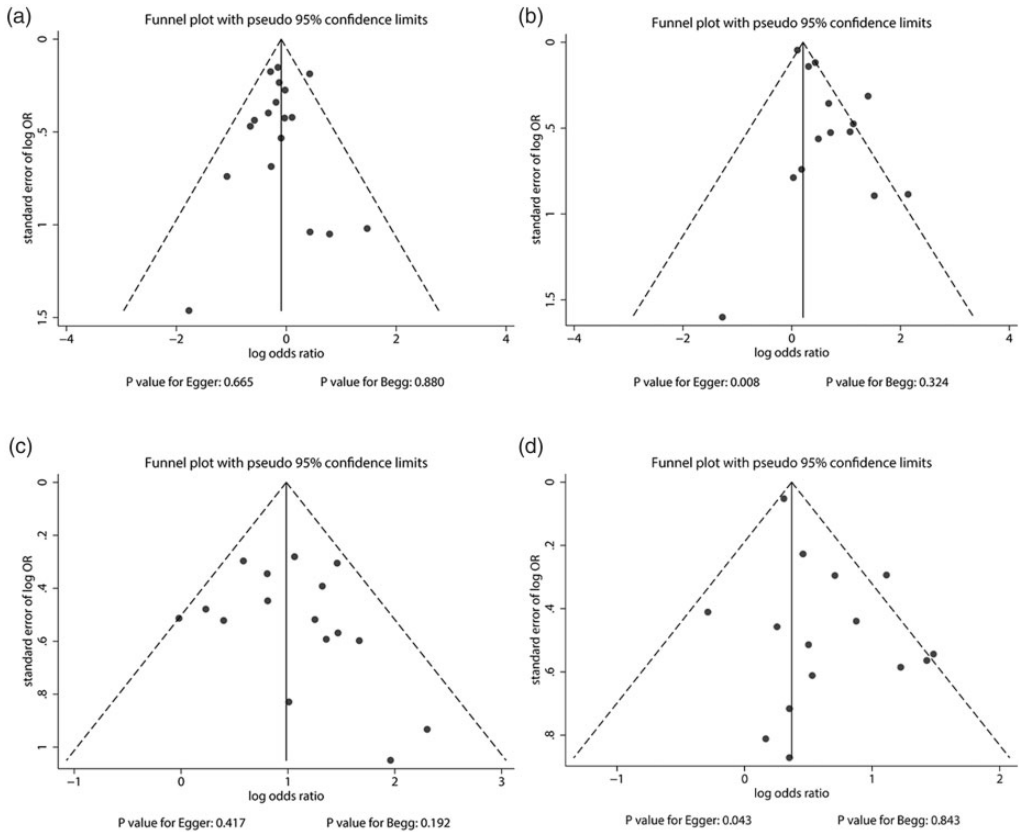 (a)
Funnel plot with pseudo 95% confidence limits
standard error of log OR
0
.5
1
1.5
−4
−2
0
2
4
log odds ratio
P value for Egger: 0.665
P value for Begg: 0.880
(b)
Funnel plot with pseudo 95% confidence limits
standard error of log OR
0
.5
1
1.5
−4
−2
0
2
4
log odds ratio
P value for Egger: 0.008
P value for Begg: 0.324
(c)
Funnel plot with pseudo 95% confidence limits
standard error of log OR
0
.2
.4
.6
.8
1
−1
0
1
2
3
log odds ratio
P value for Egger: 0.417
P value for Begg: 0.192
(d)
Funnel plot with pseudo 95% confidence limits
standard error of log OR
0
.2
.4
.6
.8
−1
0
1
2
log odds ratio
P value for Egger: 0.043
P value for Begg: 0.843